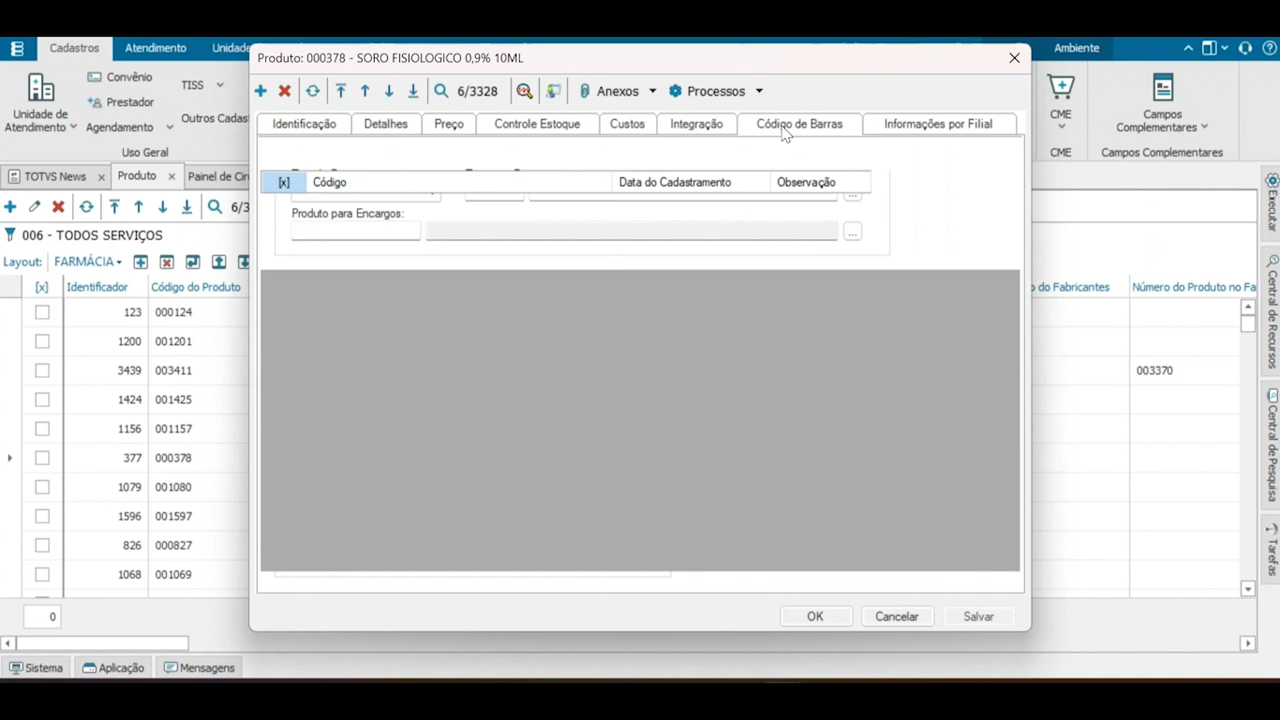 Cadastros Atendimento Unidade Ambiente
Produto: 000378 - SORO FISIOLOGICO 0,9% 10ML
Convênio
TISS
Prestador
Unidade de
Atendimento
Agendamento
Outros Cadas
Uso Geral
CME
CME
Campos
Complementares
Campos Complementares
6/3328
Anexos
Processos
Identificação
Detalhes
Preço
Controle Estoque
Custos
Integração
Código de Barras
Informações por Filial
TOTVS News
Produto
Painel de Cir
6/3
[x] Código Data do Cadastramento Observação
Produto para Encargos:
...
006 - TODOS SERVIÇOS
Layout: FARMÁCIA
[x] Identificador Código do Produto
o do Fabricantes Número do Produto no Fa
123 000124
1200 001201
3439 003411 003370
1424 001425
1156 001157
377 000378
1079 001080
1596 001597
826 000827
1068 001069
0
OK
Cancelar
Salvar
Executar
Central de Recursos
Central de Pesquisa
Tarefas
Sistema
Aplicação
Mensagens